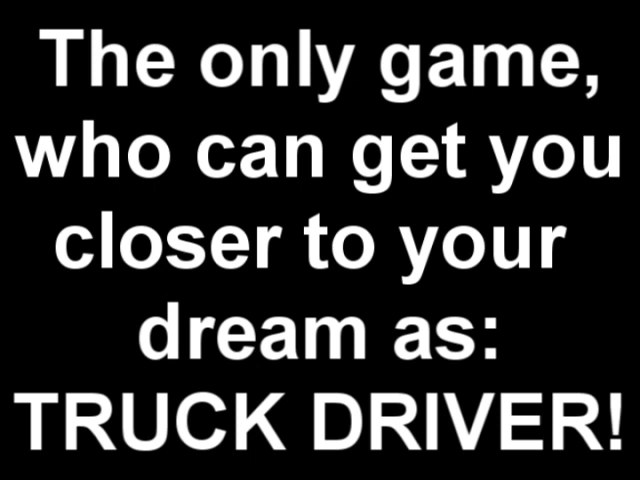 The only game,
who can get you
closer to your
dream as:
TRUCK DRIVER!